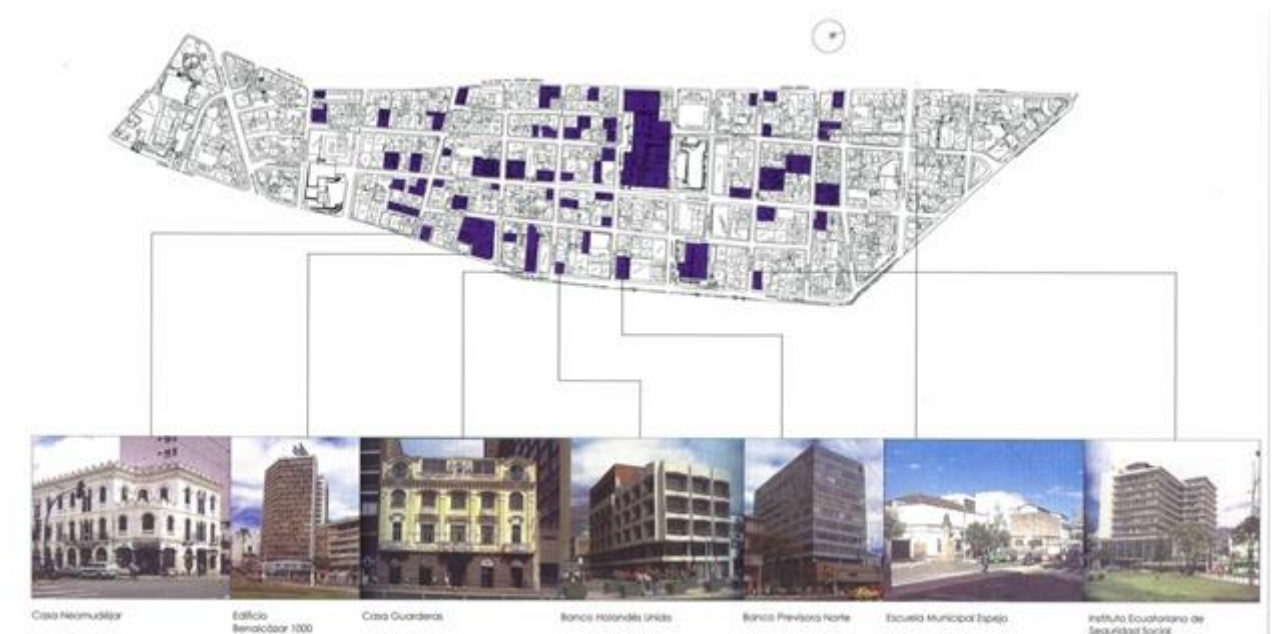 Casa Neomudéjar
Edificio
Benalcázar 1000
Casa Guarderas
Banco Holandés Unido
Banco Previsora Norte
Escuela Municipal Espejo
Instituto Ecuatoriano de
Seguridad Social